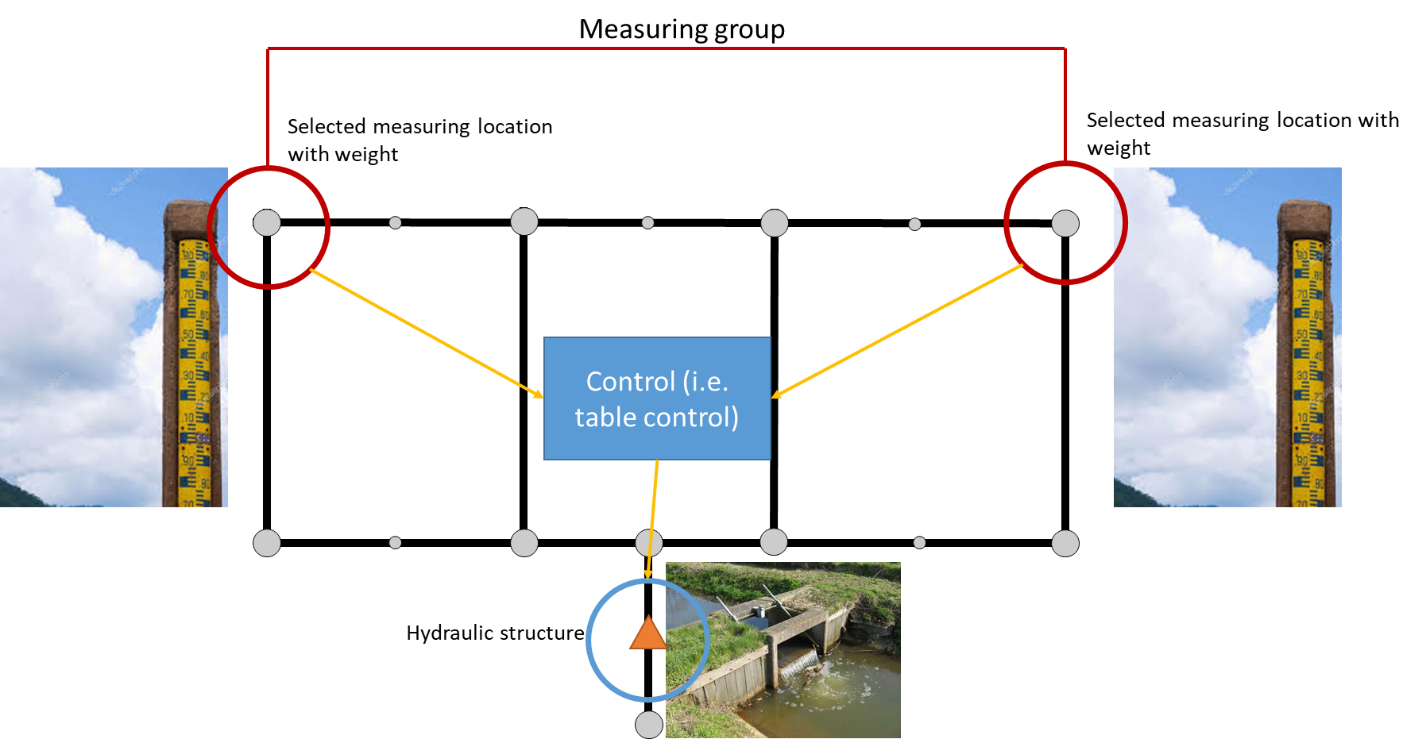 Measuring group
Selected measuring location
with weight
Selected measuring location with
weight
Control (i.e.
table control)
Hydraulic structure